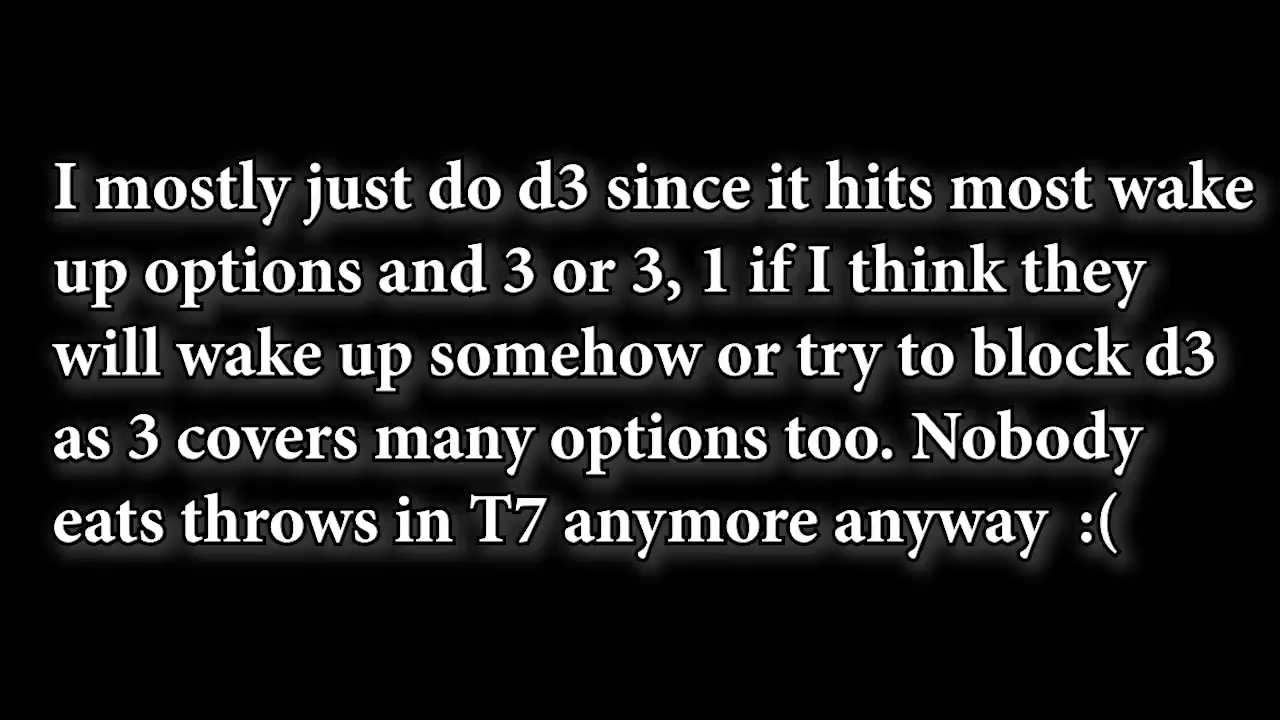 I mostly just do d3 since it hits most wake
up options and 3 or 3, 1 if I think they
will wake up somehow or try to block d3
as 3 covers many options too. Nobody
eats throws in T7 anymore anyway  :(